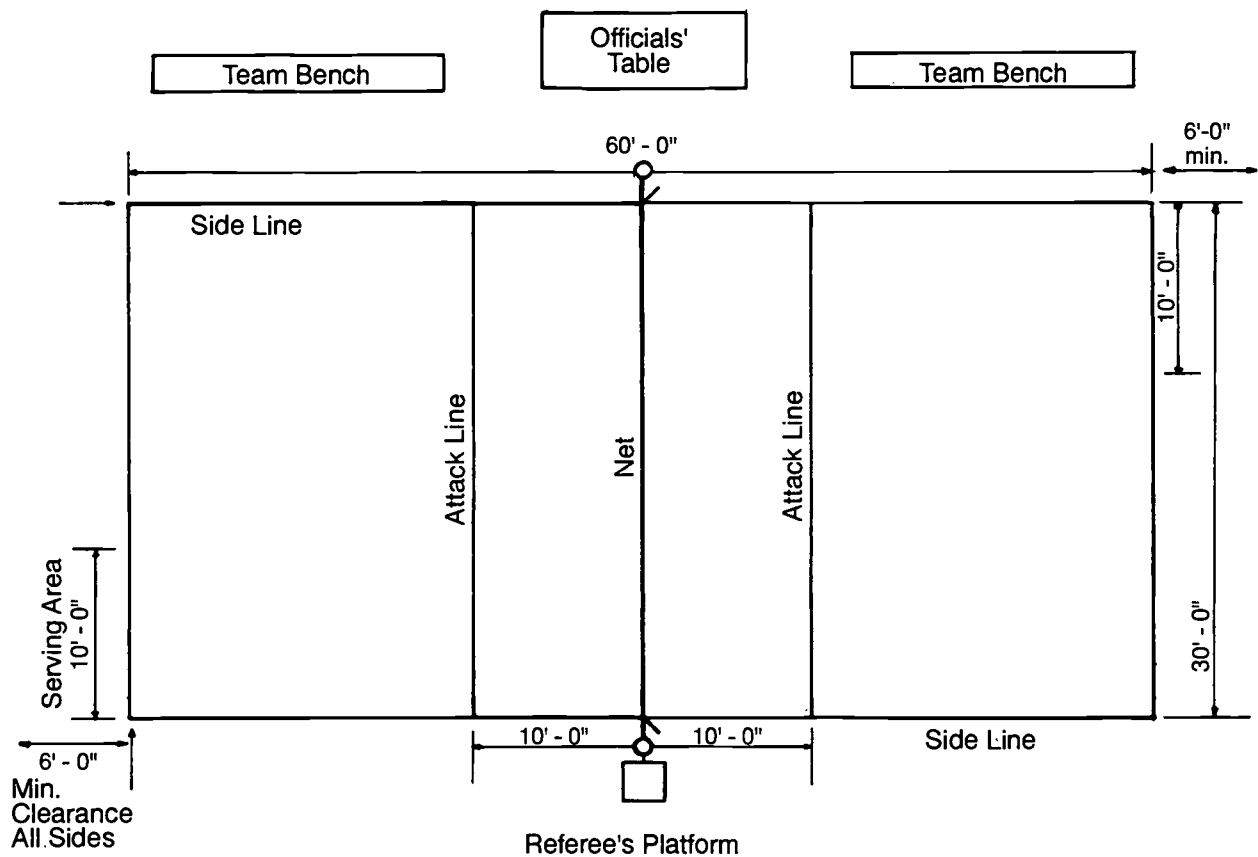 Officials'
Table
Team Bench
Team Bench
60' - 0"
6'-0"
min.
Side Line
10' - 0"
Attack Line
Net
Attack Line
Serving Area
10' - 0"
30' - 0"
10' - 0"
10' - 0"
Side Line
6' - 0"
Min.
Clearance
All Sides
Referee's Platform